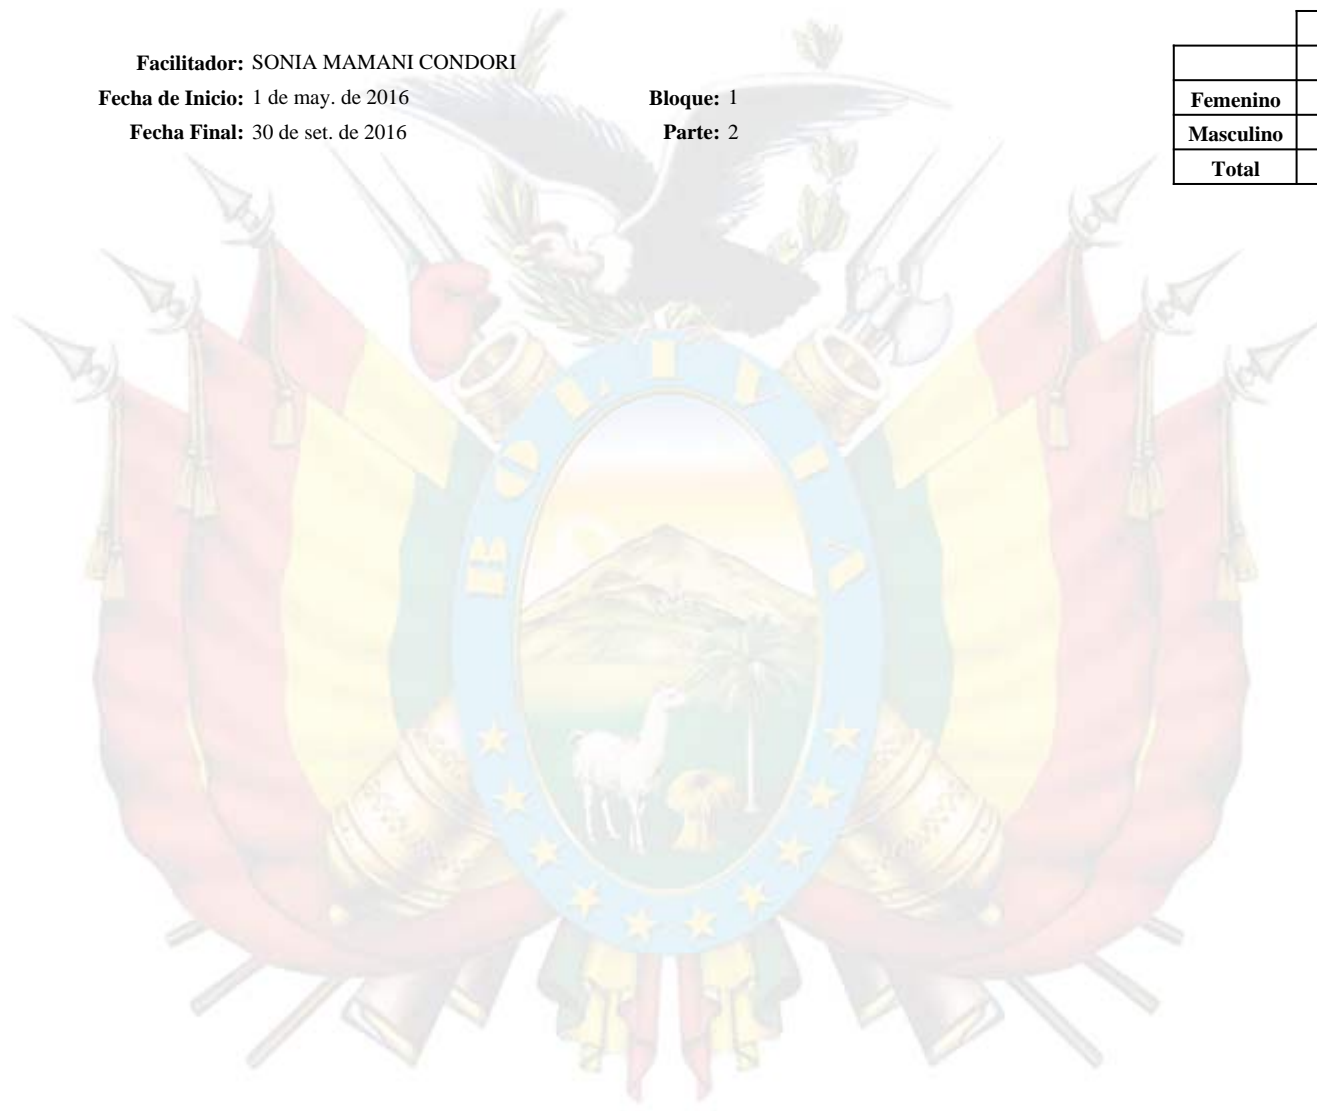 Facilitador: SONIA MAMANI CONDORI
Fecha de Inicio: 1 de may. de 2016 Bloque: 1
Fecha Final: 30 de set. de 2016 Parte: 2
Femenino
Masculino
Total
BOLIVIA